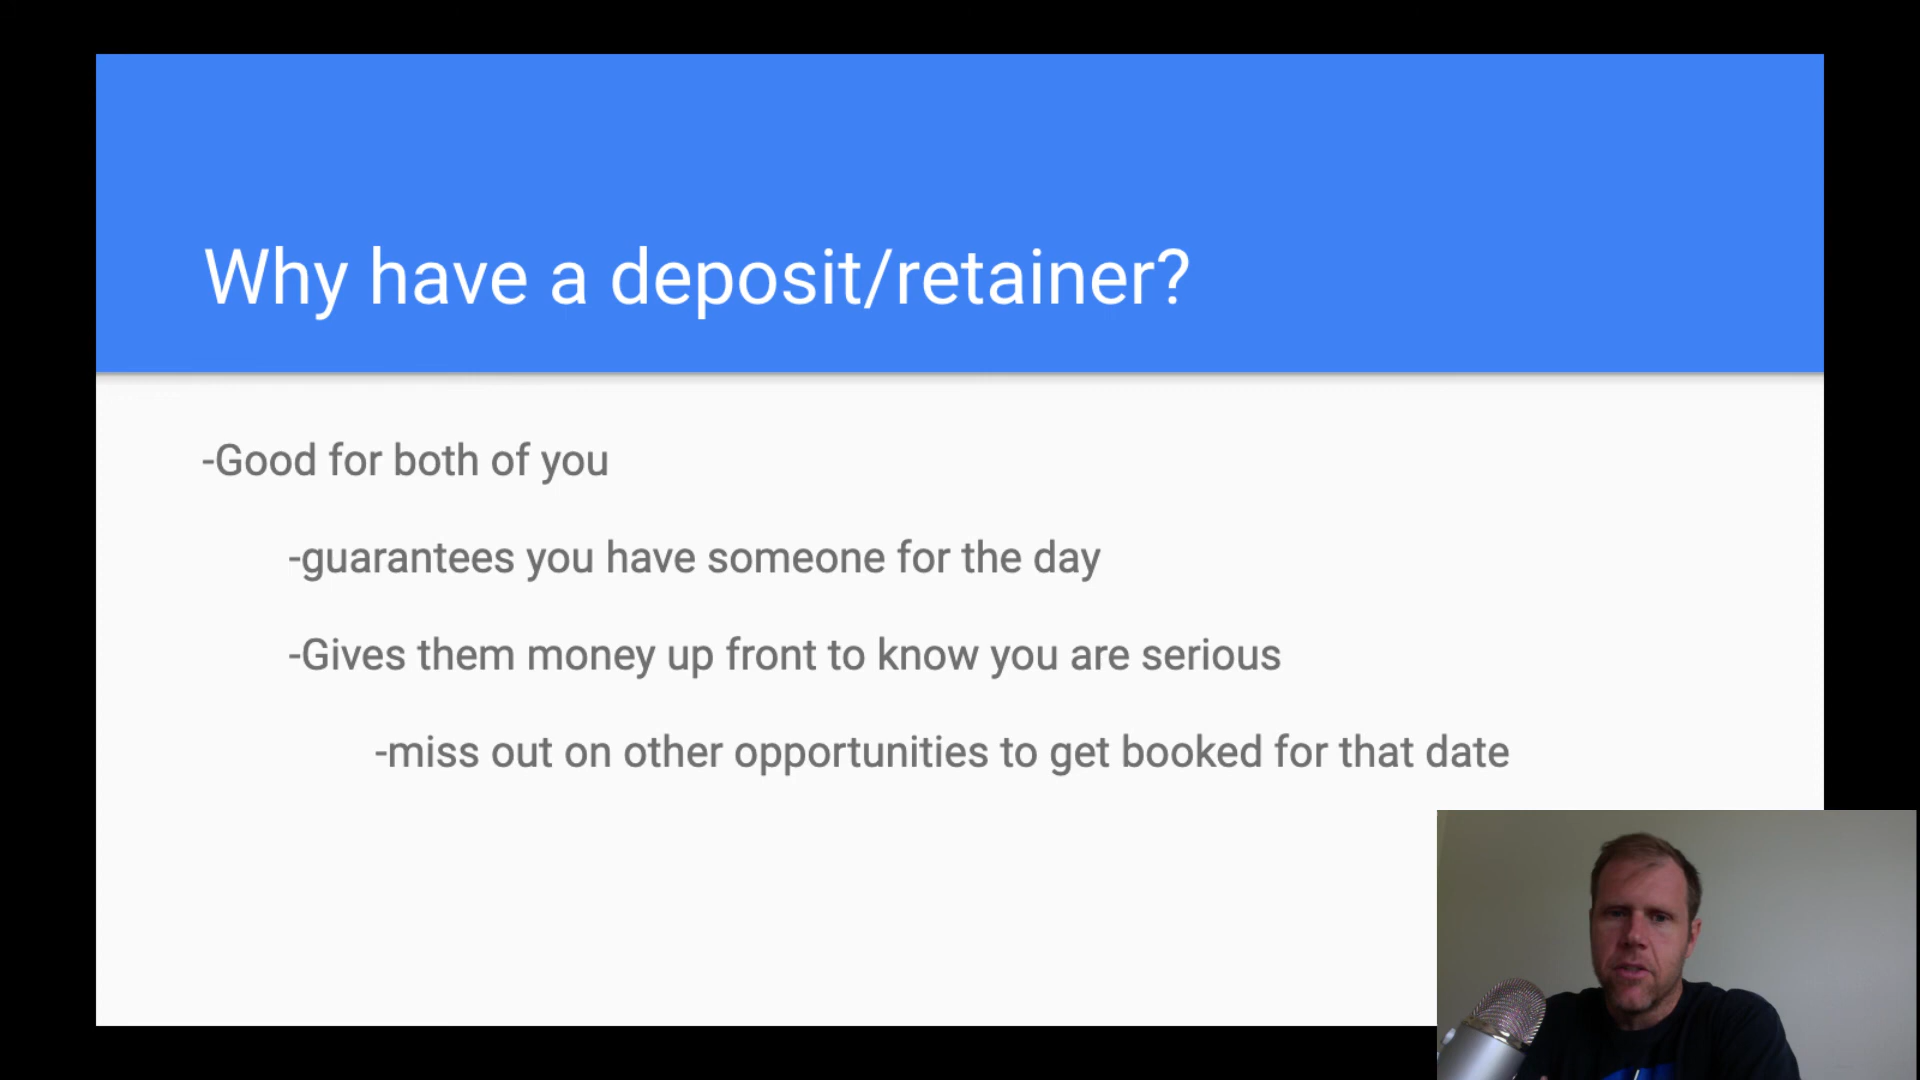 Why have a deposit/retainer?
-Good for both of you
-guarantees you have someone for the day
-Gives them money up front to know you are serious
-miss out on other opportunities to get booked for that date